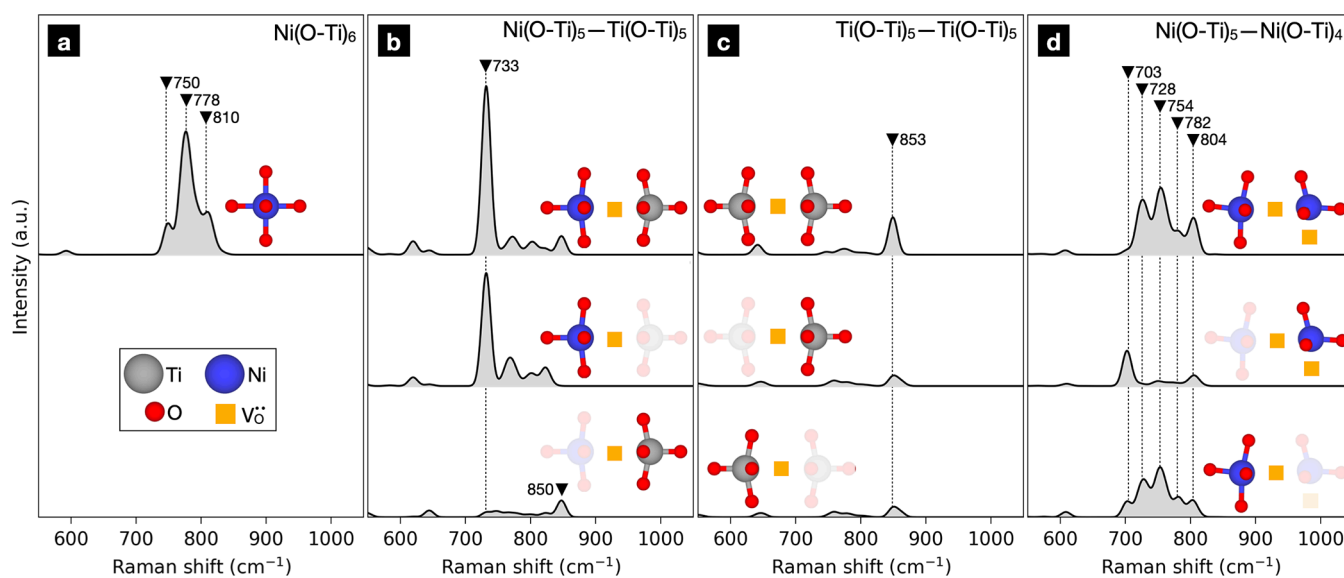 a
Ni(O-Ti)6
750
778
810
Ti
Ni
O
VÖ
600 700 800 900 1000
Raman shift (cm⁻¹)
Intensity (a.u.)
b
Ni(O-Ti)5—Ti(O-Ti)5
733
850
600 700 800 900 1000
Raman shift (cm⁻¹)
c
Ti(O-Ti)5—Ti(O-Ti)5
853
600 700 800 900 1000
Raman shift (cm⁻¹)
d
Ni(O-Ti)5—Ni(O-Ti)4
703
728
754
782
804
600 700 800 900 1000
Raman shift (cm⁻¹)